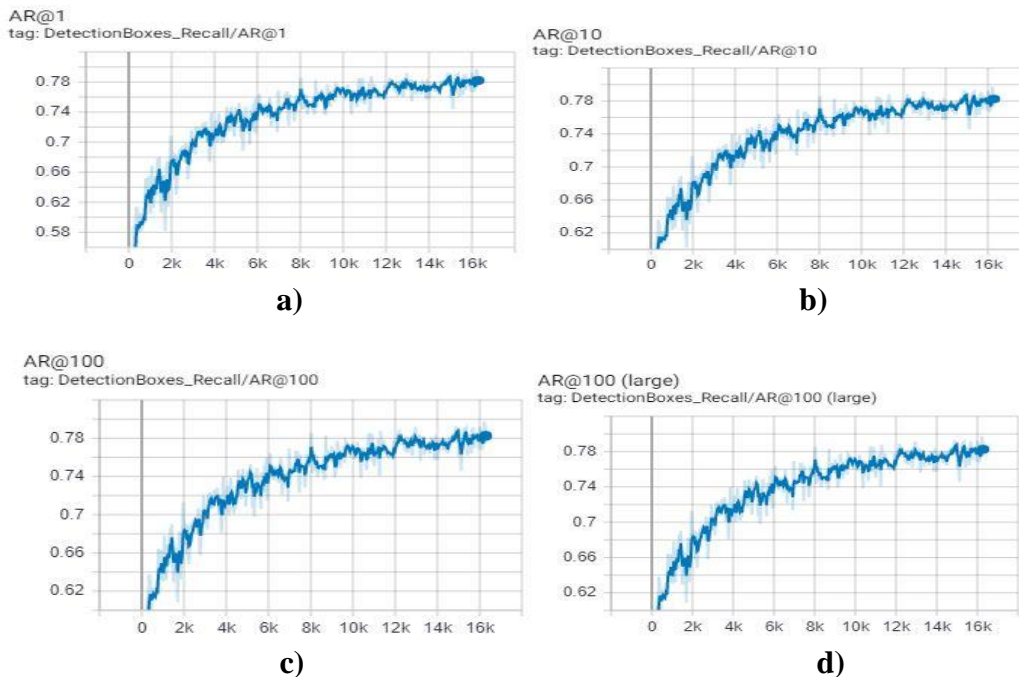 AR@1
tag: DetectionBoxes_Recall/AR@1
0.78
0.74
0.7
0.66
0.62
0.58
0 2k 4k 6k 8k 10k 12k 14k 16k
a)
AR@10
tag: DetectionBoxes_Recall/AR@10
0.78
0.74
0.7
0.66
0.62
0 2k 4k 6k 8k 10k 12k 14k 16k
b)
AR@100
tag: DetectionBoxes_Recall/AR@100
0.78
0.74
0.7
0.66
0.62
0 2k 4k 6k 8k 10k 12k 14k 16k
c)
AR@100 (large)
tag: DetectionBoxes_Recall/AR@100 (large)
0.78
0.74
0.7
0.66
0.62
0 2k 4k 6k 8k 10k 12k 14k 16k
d)